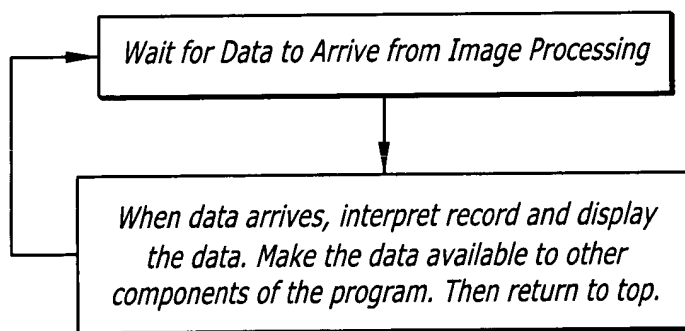 Wait for Data to Arrive from Image Processing
When data arrives, interpret record and display
the data. Make the data available to other
components of the program. Then return to top.